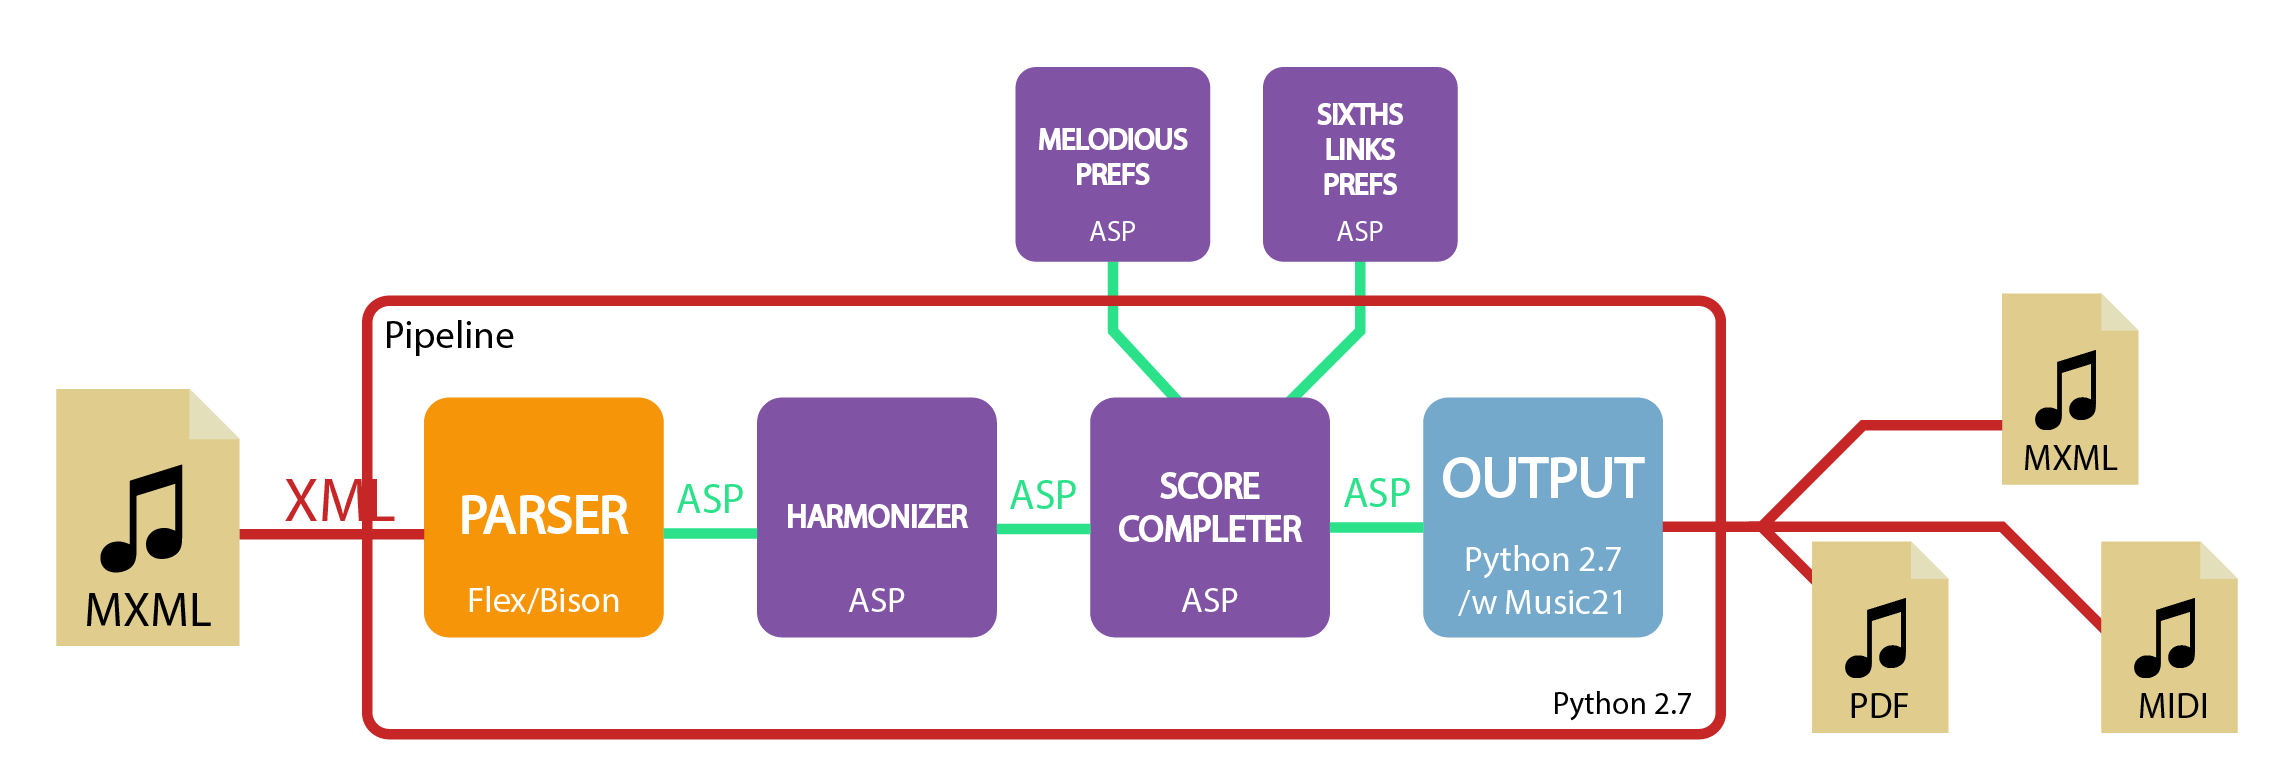 MELODIOUS
PREFS
ASP
SIXTHS
LINKS
PREFS
ASP
Pipeline
MXML
XML
PARSER
Flex/Bison
ASP
HARMONIZER
ASP
ASP
SCORE
COMPLETER
ASP
ASP
OUTPUT
Python 2.7
/w Music21
Python 2.7
MXML
PDF
MIDI